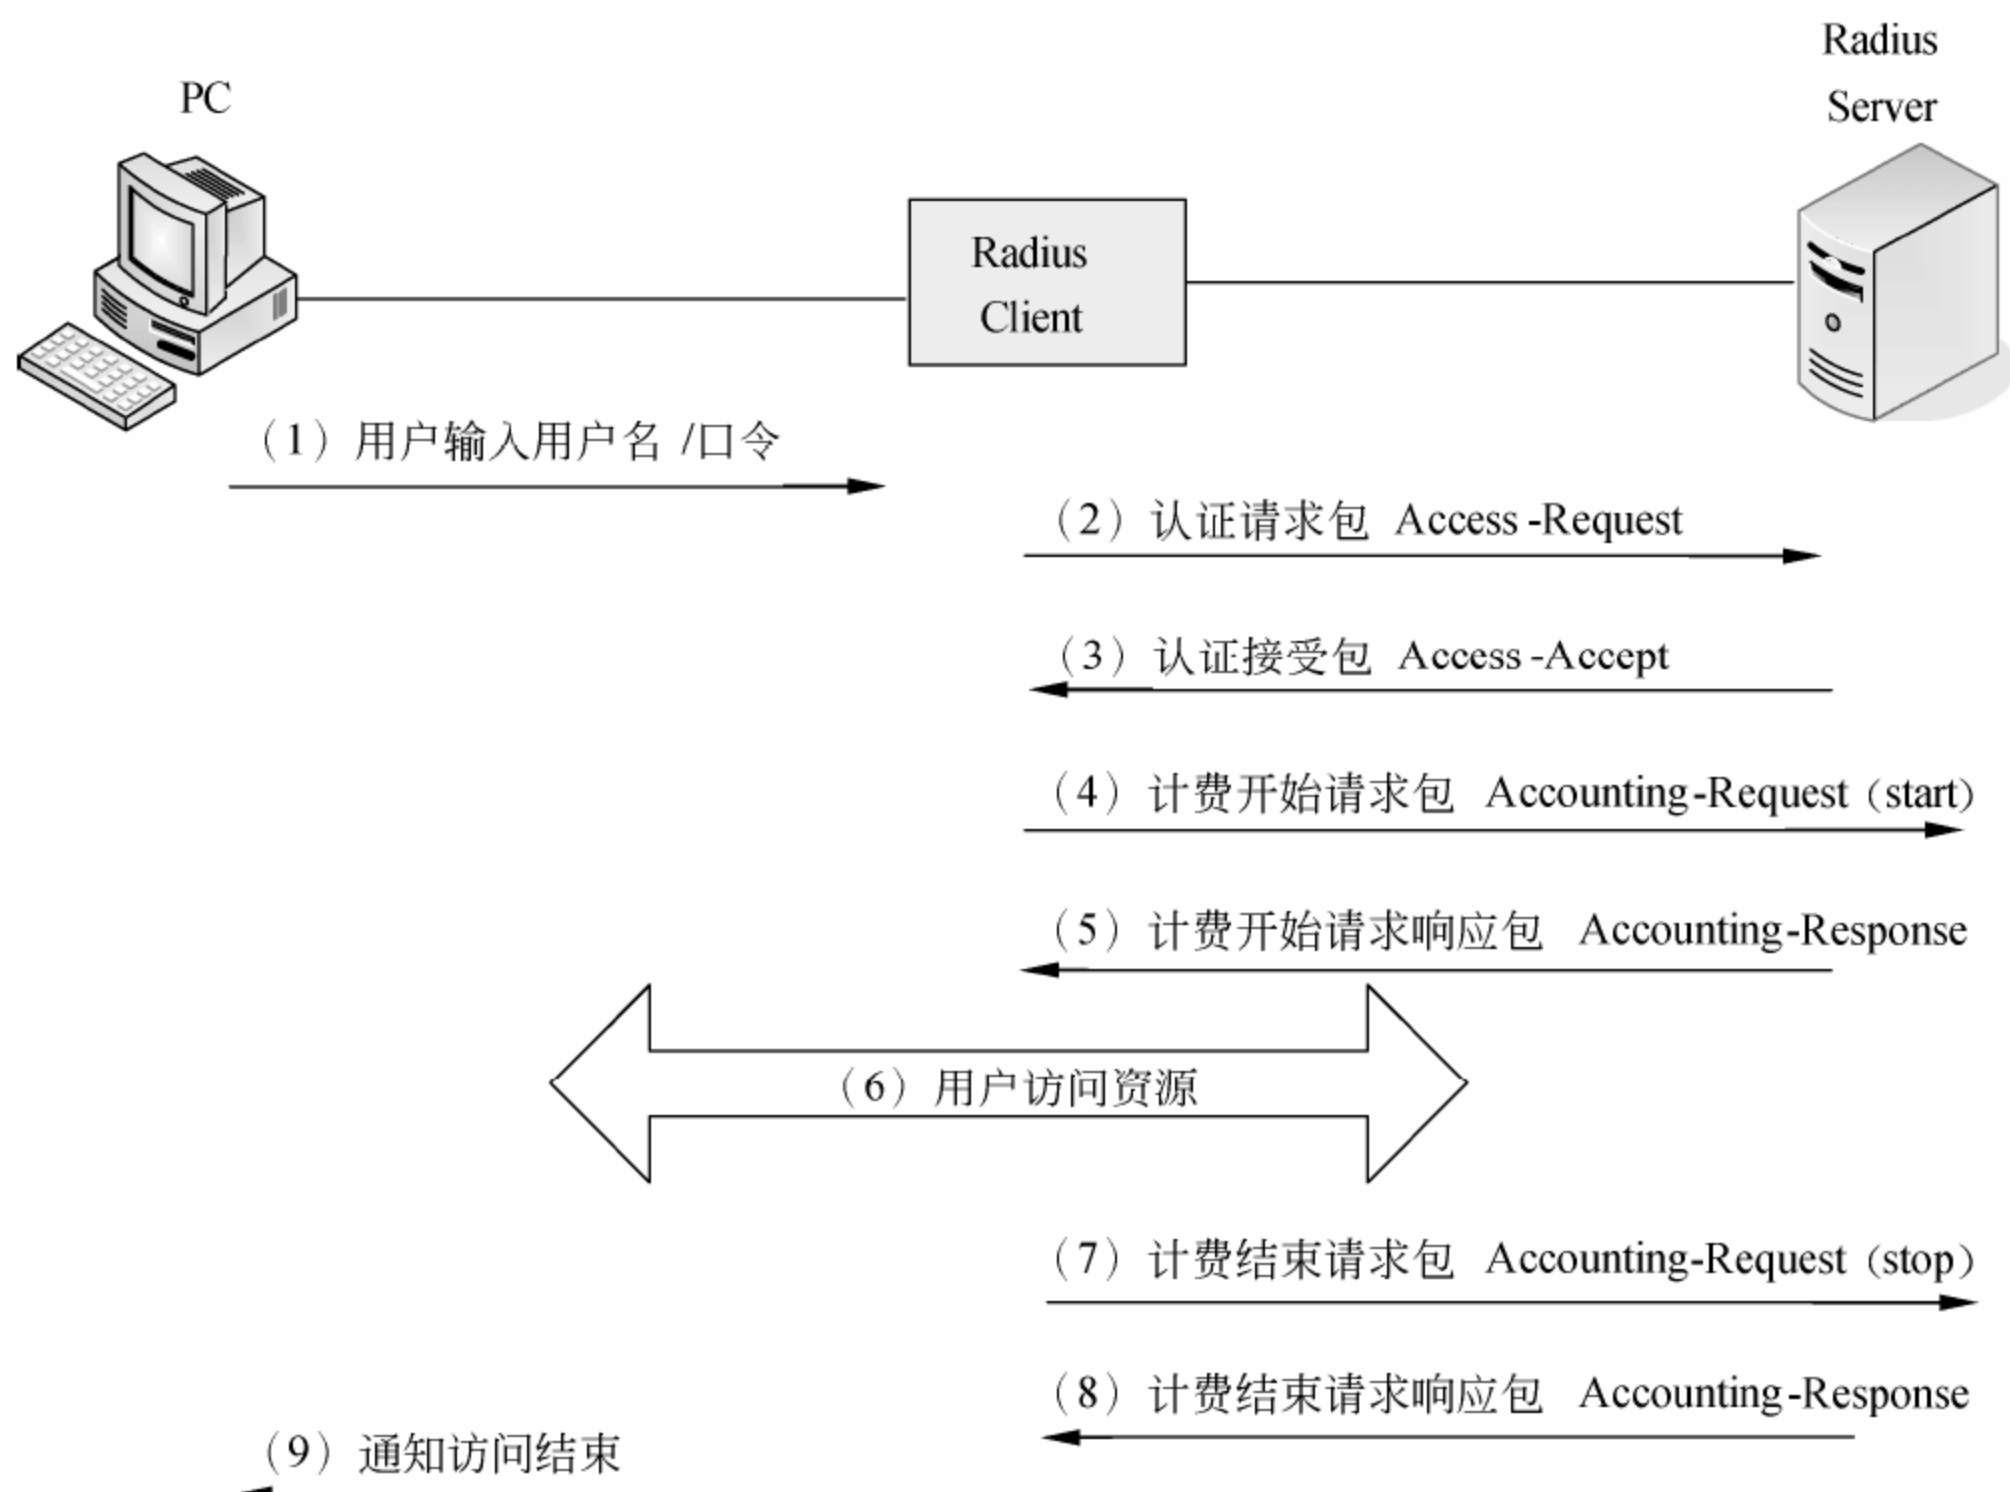 PC
Radius
Server
Radius
Client
（1）用户输入用户名 /口令
（2）认证请求包 Access-Request
（3）认证接受包 Access-Accept
（4）计费开始请求包 Accounting-Request（start）
（5）计费开始请求响应包 Accounting-Response
（6）用户访问资源
（7）计费结束请求包 Accounting-Request（stop）
（8）计费结束请求响应包 Accounting-Response
（9）通知访问结束